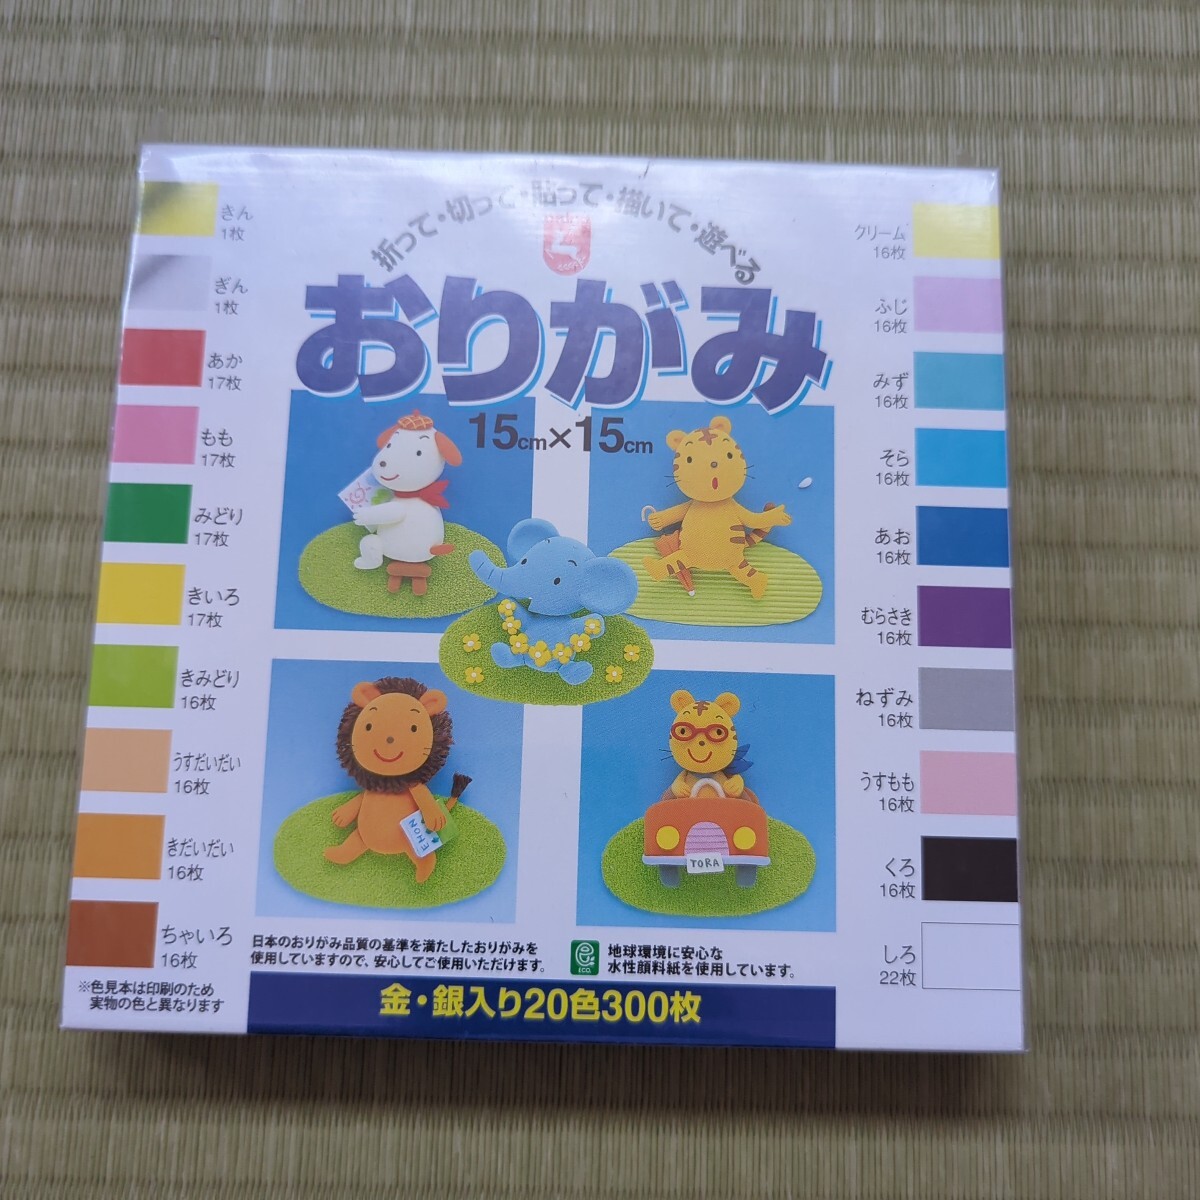 折って・切って・貼って・描いて・遊べる
おりがみ
15cm×15cm
きん
1枚
ぎん
1枚
あか
17枚
もも
17枚
みどり
17枚
きいろ
17枚
きみどり
16枚
うすだいだい
16枚
きだいだい
16枚
ちゃいろ
16枚
※色見本は印刷のため
実物の色と異なります
クリーム
16枚
ふじ
16枚
みず
16枚
そら
16枚
あお
16枚
むらさき
16枚
ねずみ
16枚
うすもも
16枚
くろ
16枚
しろ
22枚
EHON
TORA
日本のおりがみ品質の基準を満たしたおりがみを
使用していますので、安心してご使用いただけます。
ECO.
地球環境に安心な
水性顔料紙を使用しています。
金・銀入り20色300枚